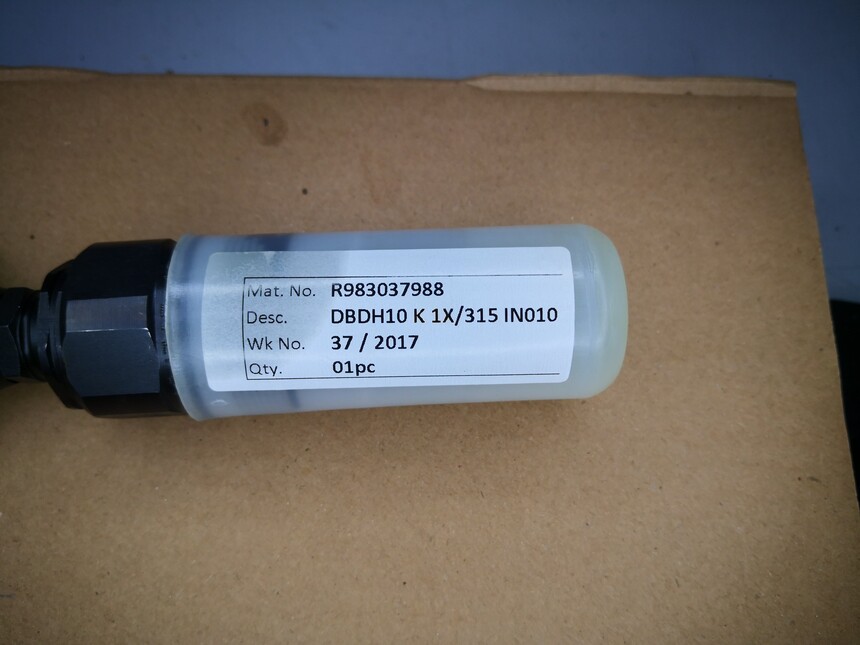 Mat. No. R983037988
Desc. DBDH10 K 1X/315 IN010
Wk No. 37 / 2017
Qty. 01pc